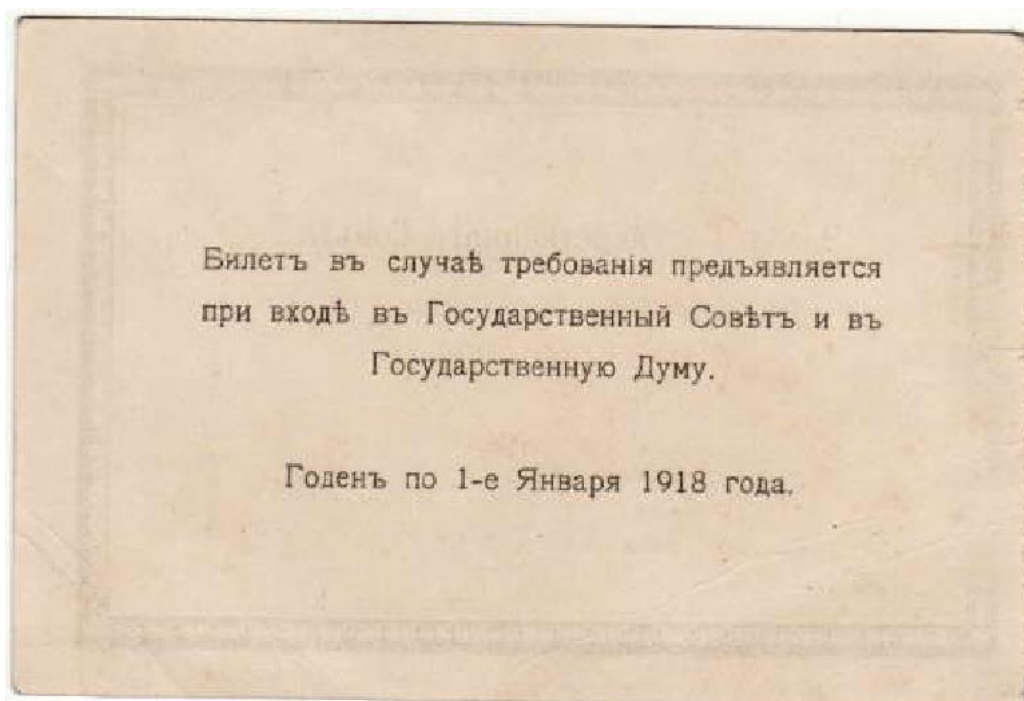 Билетъ въ случаѣ требованія предъявляется
при входѣ въ Государственный Совѣтъ и въ
Государственную Думу.
Годенъ по 1-е Января 1918 года.